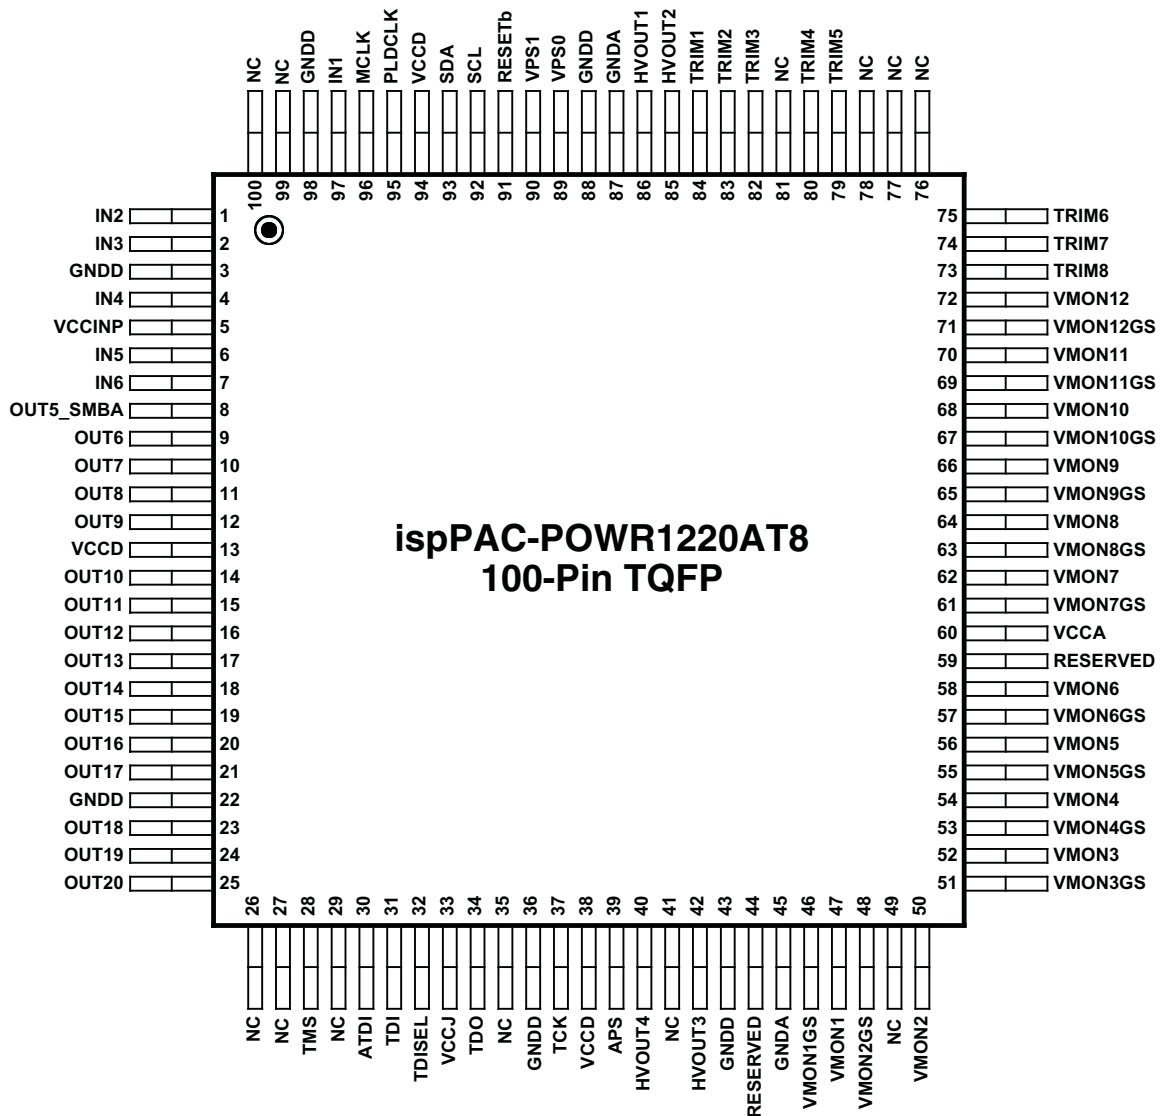 NC
NC
GNDD
IN1
MCLK
PLDCLK
VCCD
SDA
SCL
RESETb
VPS1
VPS0
GNDD
GNDA
HVOUT1
HVOUT2
TRIM1
TRIM2
TRIM3
NC
TRIM4
TRIM5
NC
NC
NC
100
99
98
97
96
95
94
93
92
91
90
89
88
87
86
85
84
83
82
81
80
79
78
77
76
IN2 1
IN3 2
GNDD 3
IN4 4
VCCINP 5
IN5 6
IN6 7
OUT5_SMBA 8
OUT6 9
OUT7 10
OUT8 11
OUT9 12
VCCD 13
OUT10 14
OUT11 15
OUT12 16
OUT13 17
OUT14 18
OUT15 19
OUT16 20
OUT17 21
GNDD 22
OUT18 23
OUT19 24
OUT20 25
ispPAC-POWR1220AT8
100-Pin TQFP
75 TRIM6
74 TRIM7
73 TRIM8
72 VMON12
71 VMON12GS
70 VMON11
69 VMON11GS
68 VMON10
67 VMON10GS
66 VMON9
65 VMON9GS
64 VMON8
63 VMON8GS
62 VMON7
61 VMON7GS
60 VCCA
59 RESERVED
58 VMON6
57 VMON6GS
56 VMON5
55 VMON5GS
54 VMON4
53 VMON4GS
52 VMON3
51 VMON3GS
26
27
28
29
30
31
32
33
34
35
36
37
38
39
40
41
42
43
44
45
46
47
48
49
50
NC
NC
TMS
NC
ATDI
TDI
TDISEL
VCCJ
TDO
NC
GNDD
TCK
VCCD
APS
HVOUT4
NC
HVOUT3
GNDD
RESERVED
GNDA
VMON1GS
VMON1
VMON2GS
NC
VMON2